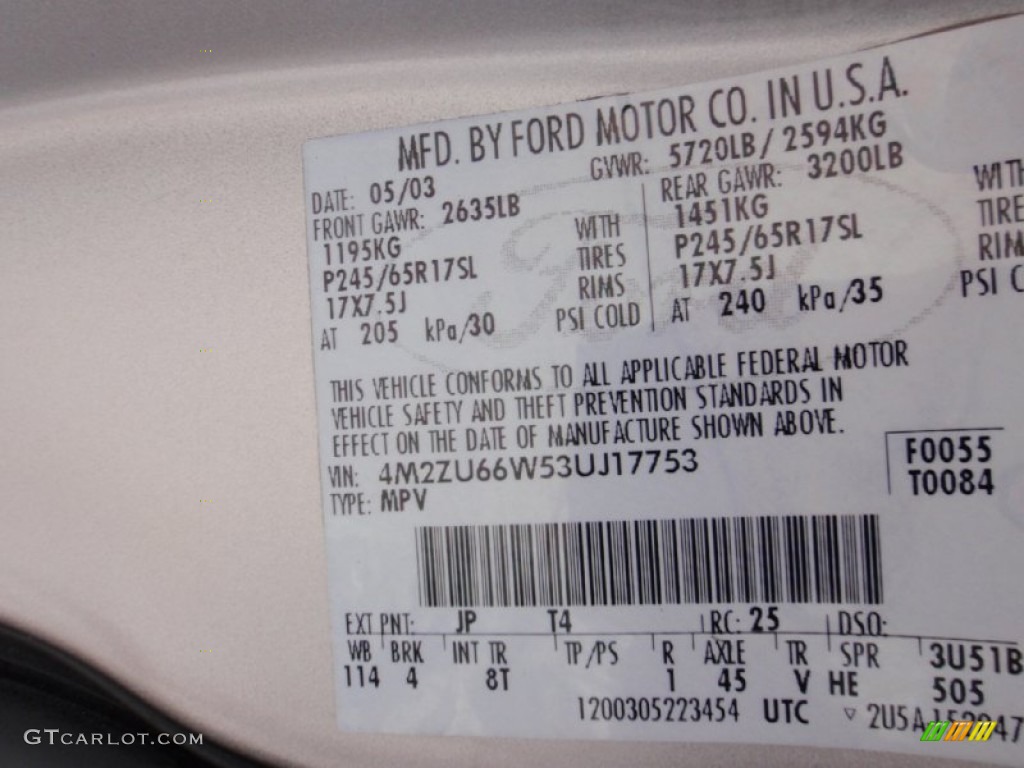 MFD. BY FORD MOTOR CO. IN U.S.A.
DATE: 05/03 GVWR: 5720LB / 2594KG
FRONT GAWR: 2635LB REAR GAWR: 3200LB
1195KG WITH 1451KG WITH
P245/65R17SL TIRES P245/65R17SL TIRE
17X7.5J RIMS 17X7.5J RIM
AT 205 kPa/30 PSI COLD AT 240 kPa/35 PSI C
THIS VEHICLE CONFORMS TO ALL APPLICABLE FEDERAL MOTOR
VEHICLE SAFETY AND THEFT PREVENTION STANDARDS IN
EFFECT ON THE DATE OF MANUFACTURE SHOWN ABOVE.
VIN: 4M2ZU66W53UJ17753 F0055
TYPE: MPV T0084
EXT PNT: JP T4 RC: 25 DSO:
WB BRK INT TR TP/PS R AXLE TR SPR 3U51B
114 4 8T 1 45 V HE 505
1200305223454 UTC
GTCARLOT.COM